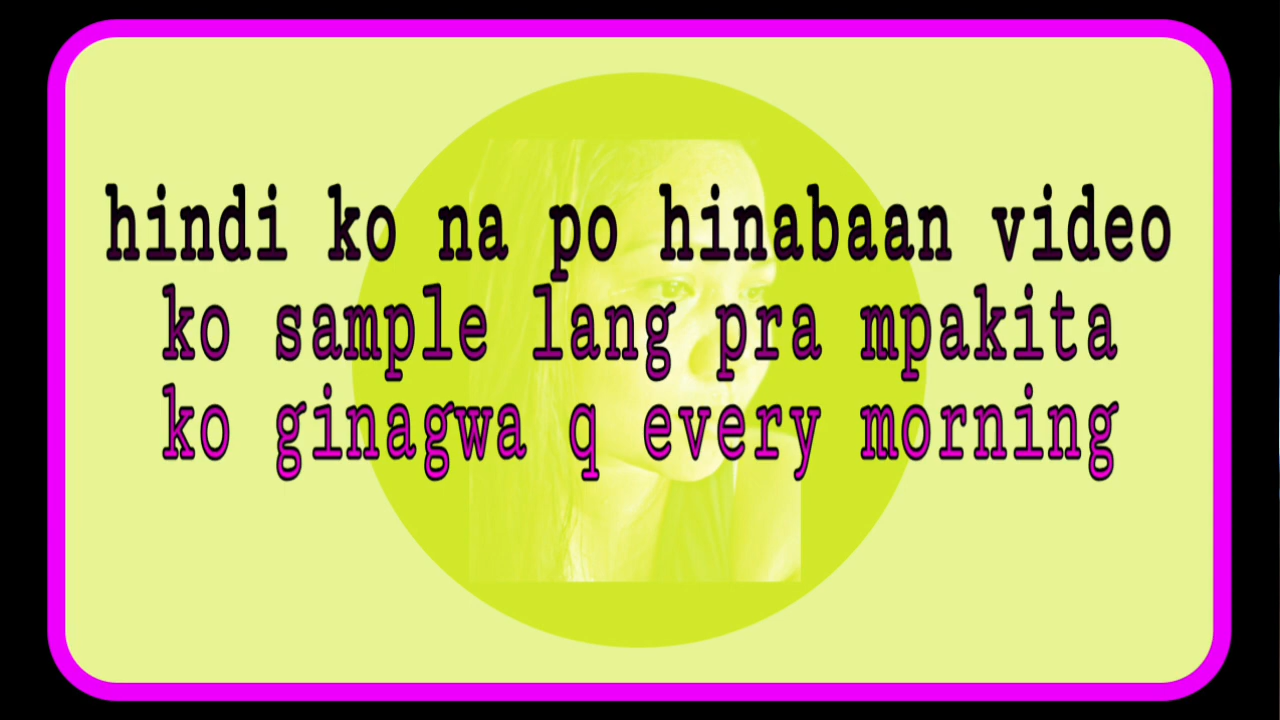 hindi ko na po hinabaan video
ko sample lang pra mpakita
ko ginagwa q every morning